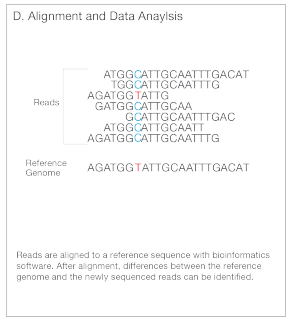 D. Alignment and Data Anaylsis
ATGGCATTGCAATTTGACAT
TGGCATTGCAATTTG
AGATGGTATTG
Reads
GATGGCATTGCAA
GCATTGCAATTTGAC
ATGGCATTGCAATT
AGATGGCATTGCAATTTG
Reference
Genome
AGATGGTATTGCAATTTGACAT
Reads are aligned to a reference sequence with bioinformatics
software. After alignment, differences between the reference
genome and the newly sequenced reads can be identified.